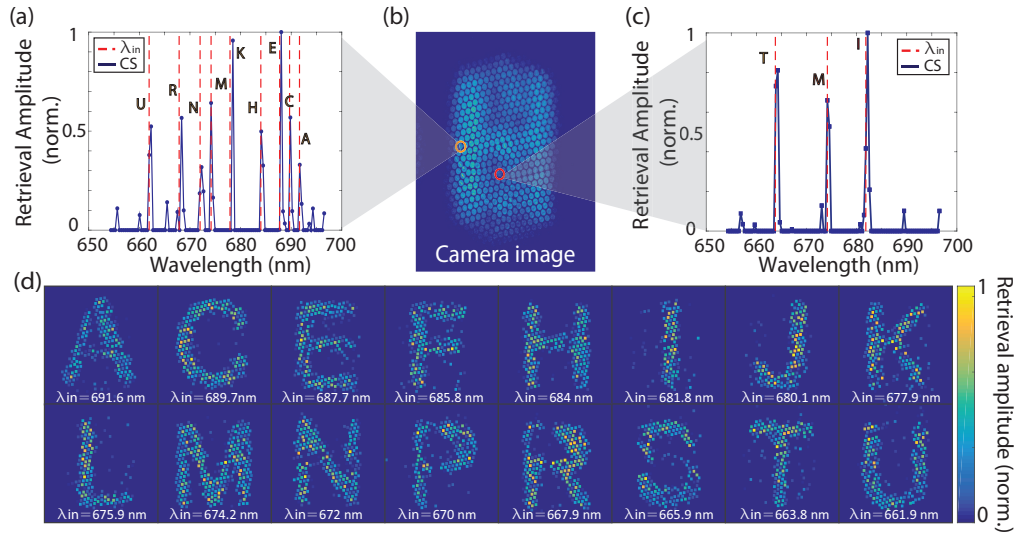 (a)
Retrieval Amplitude
(norm.)
1
0.5
0
650
660
670
680
690
700
Wavelength (nm)
λin
CS
U
R
N
M
K
H
E
C
A
(b)
Camera image
(c)
Retrieval Amplitude
(norm.)
1
0.5
0
650
660
670
680
690
700
Wavelength (nm)
λin
CS
T
M
I
(d)
A C E F H I J K
λin=691.6 nm λin=689.7nm λin=687.7 nm λin=685.8 nm λin=684 nm λin=681.8 nm λin=680.1 nm λin=677.9 nm
L M N P R S T U
λin=675.9 nm λin=674.2 nm λin=672 nm λin=670 nm λin=667.9 nm λin=665.9 nm λin=663.8 nm λin=661.9 nm
1
0
Retrieval amplitude (norm.)